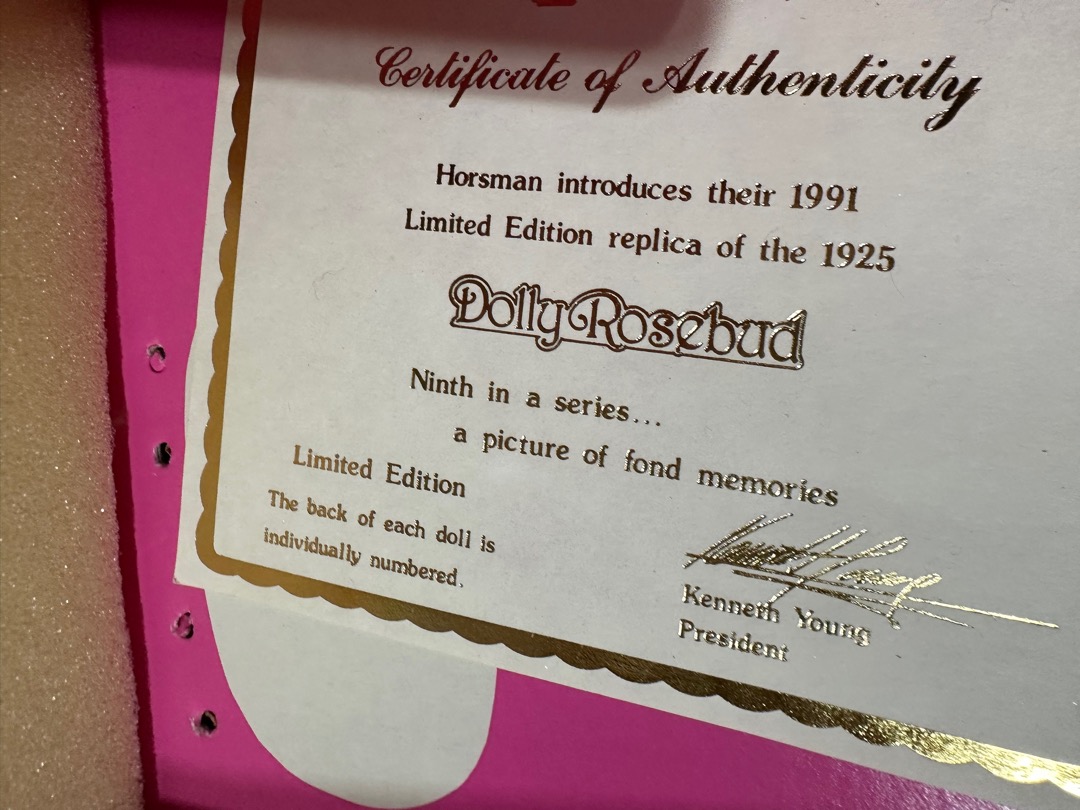 Certificate of Authenticity
Horsman introduces their 1991
Limited Edition replica of the 1925
Dolly Rosebud
Ninth in a series...
a picture of fond memories
Limited Edition
The back of each doll is
individually numbered.
Kenneth Young
President